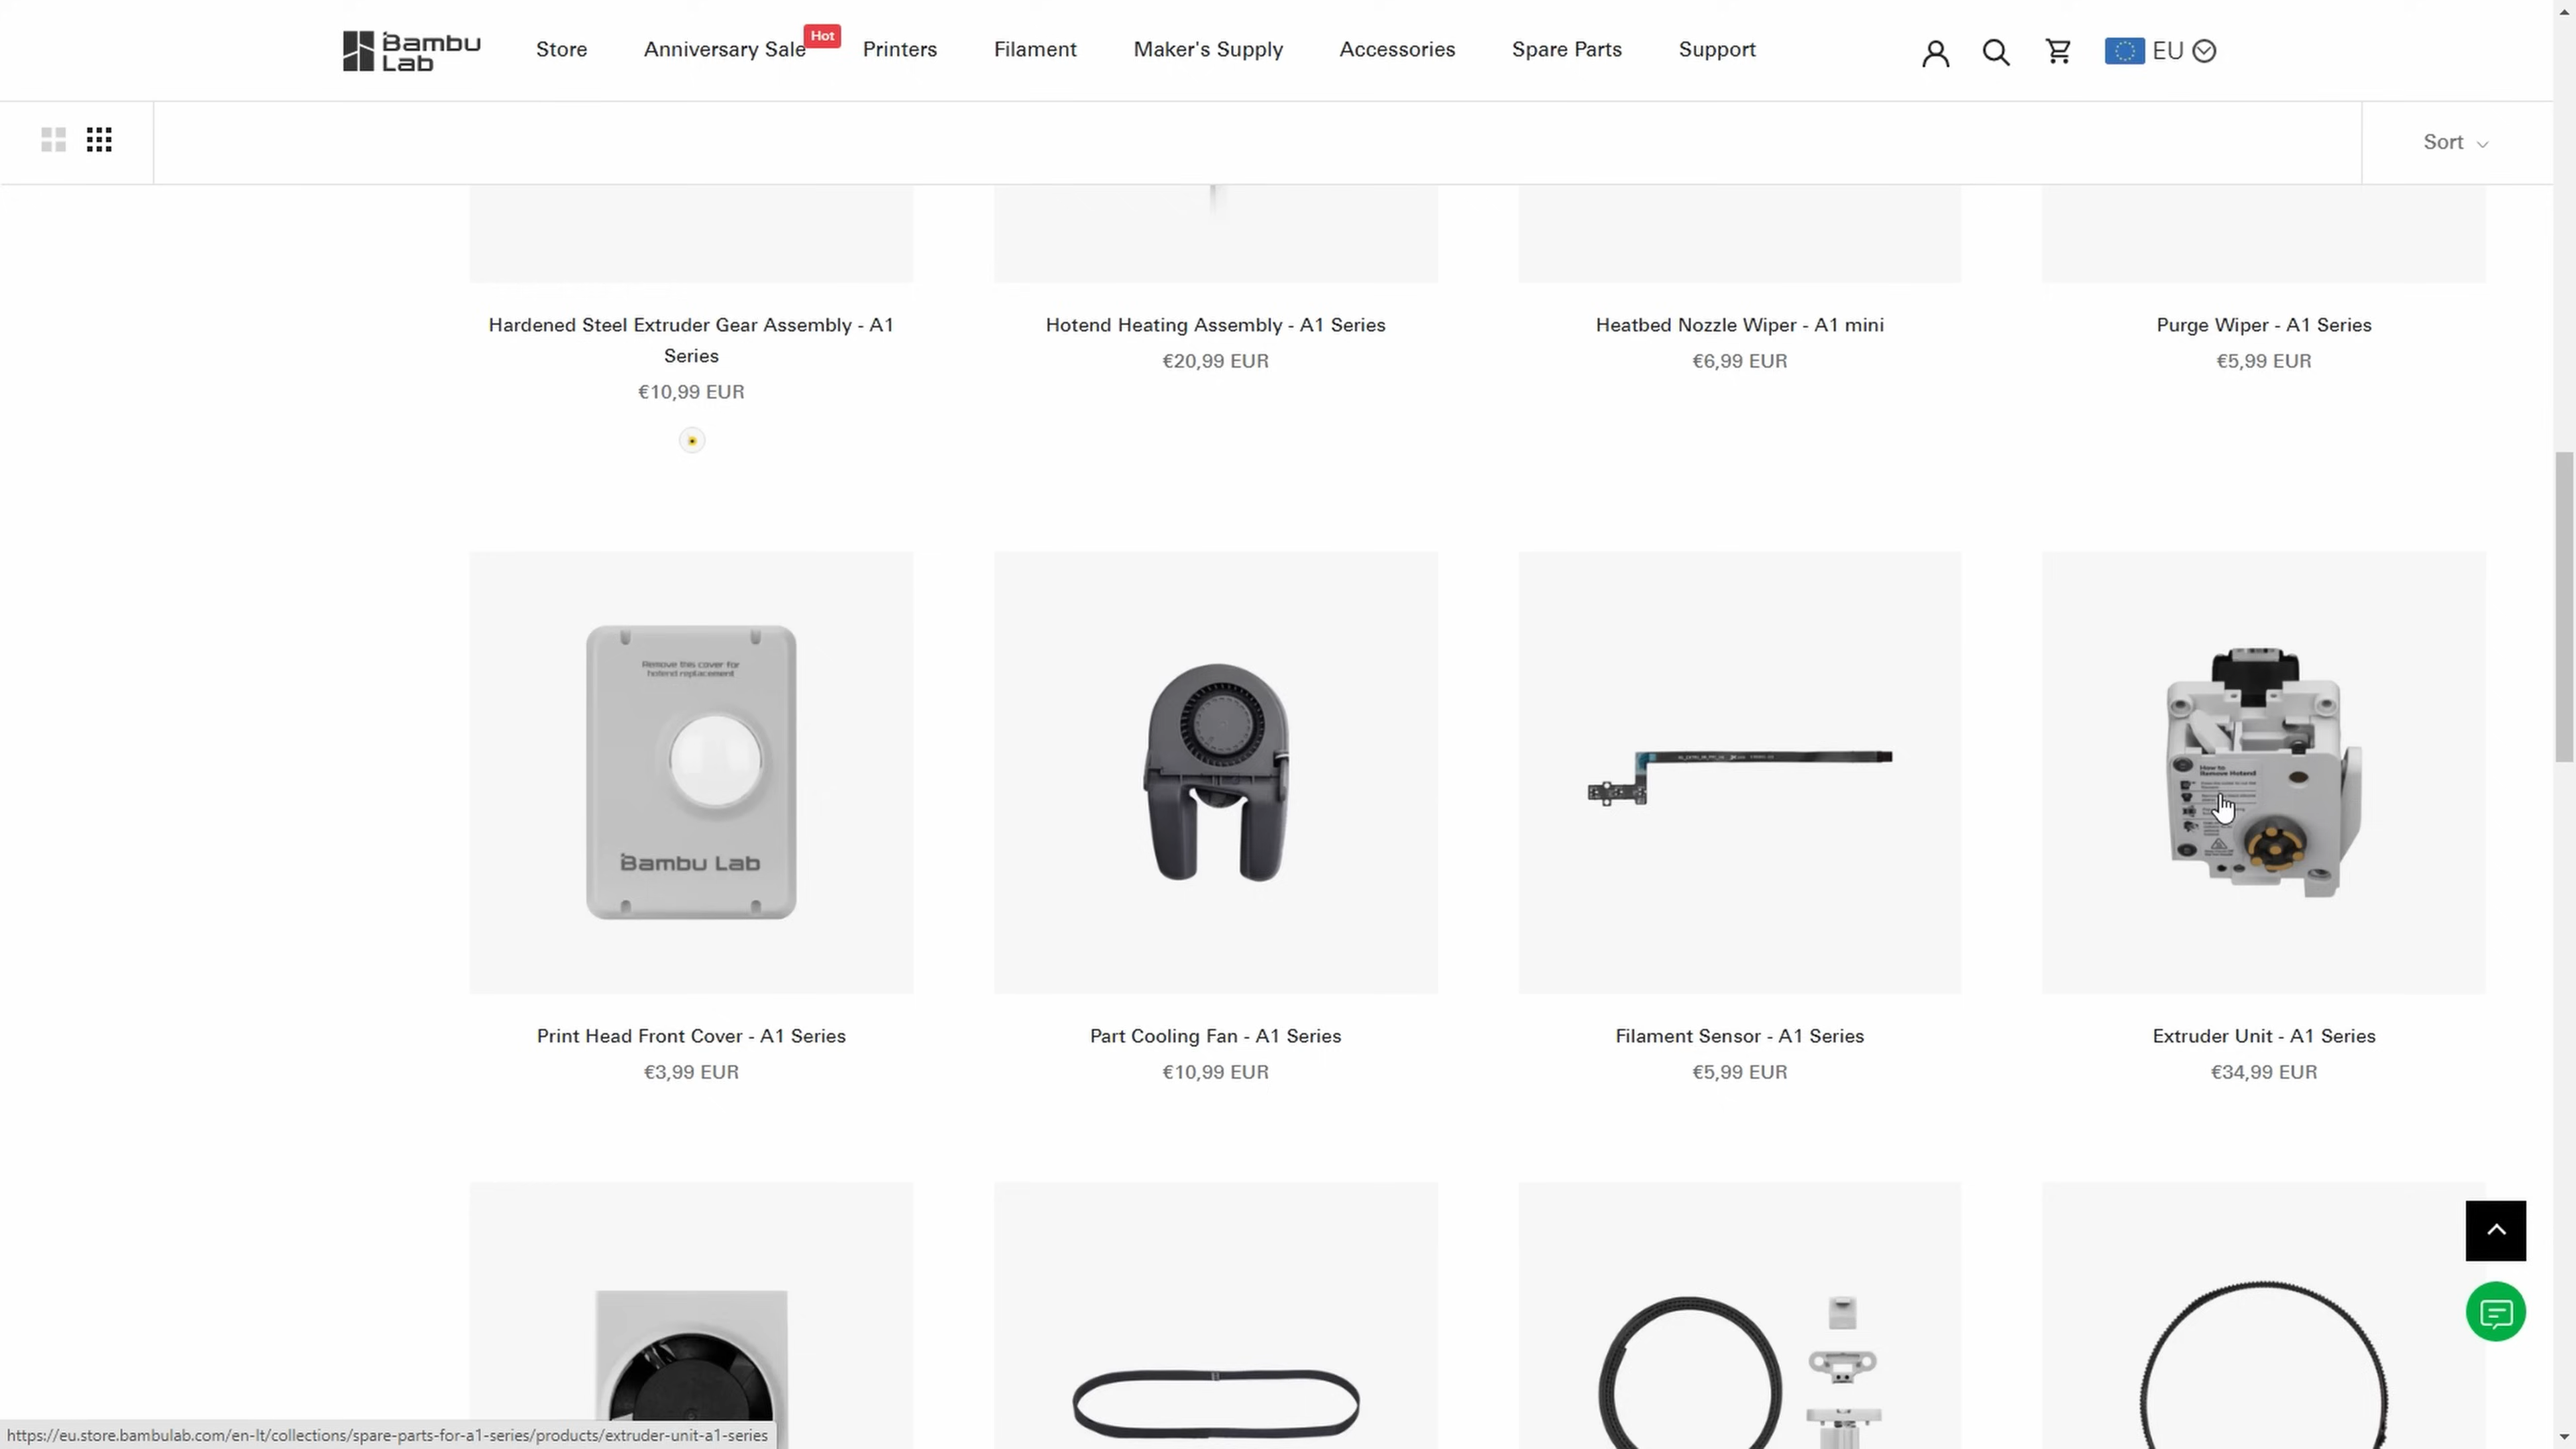 Bambu
Lab
Store
Anniversary Sale
Hot
Printers
Filament
Maker's Supply
Accessories
Spare Parts
Support
EU
Sort
Hardened Steel Extruder Gear Assembly - A1
Series
€10,99 EUR
Hotend Heating Assembly - A1 Series
€20,99 EUR
Heatbed Nozzle Wiper - A1 mini
€6,99 EUR
Purge Wiper - A1 Series
€5,99 EUR
Remove this cover for
hotend replacement
Bambu Lab
How to
Remove Hotend
Print Head Front Cover - A1 Series
€3,99 EUR
Part Cooling Fan - A1 Series
€10,99 EUR
Filament Sensor - A1 Series
€5,99 EUR
Extruder Unit - A1 Series
€34,99 EUR
https://eu.store.bambulab.com/en-lt/collections/spare-parts-for-a1-series/products/extruder-unit-a1-series